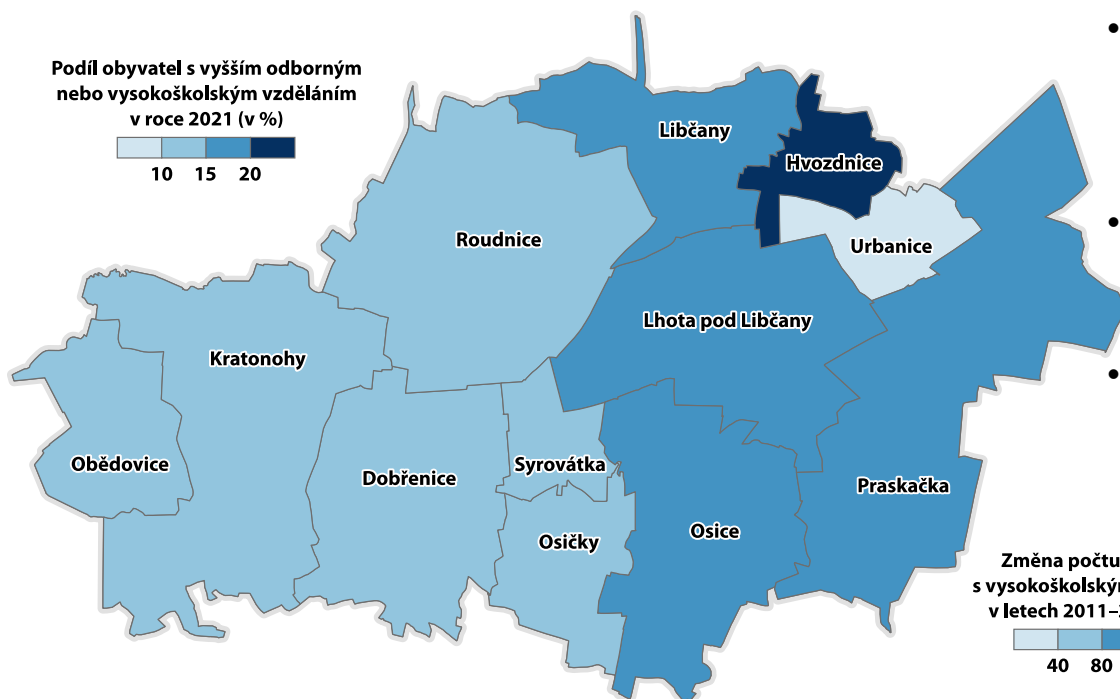 Podíl obyvatel s vyšším odborným
nebo vysokoškolským vzděláním
v roce 2021 (v %)
10 15 20
Libčany
Hvozdnice
Roudnice
Urbanice
Lhota pod Libčany
Kratonohy
Obědovice
Dobřenice
Syrovátka
Praskačka
Osičky
Osice
Změna počtu
s vysokoškolským
v letech 2011–
40 80